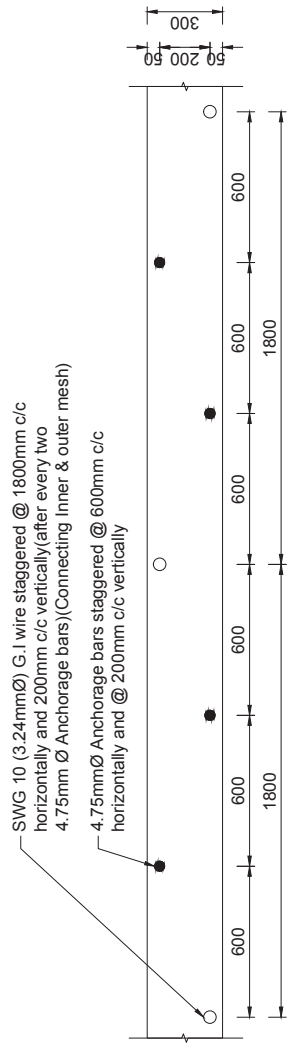 SWG 10 (3.24mmØ) G.I wire staggered @ 1800mm c/c
horizontally and 200mm c/c vertically(after every two
4.75mm Ø Anchorage bars)(Connecting Inner & outer mesh)
4.75mmØ Anchorage bars staggered @ 600mm c/c
horizontally and @ 200mm c/c vertically
50
200
50
300
600
600
600
600
600
600
1800
1800